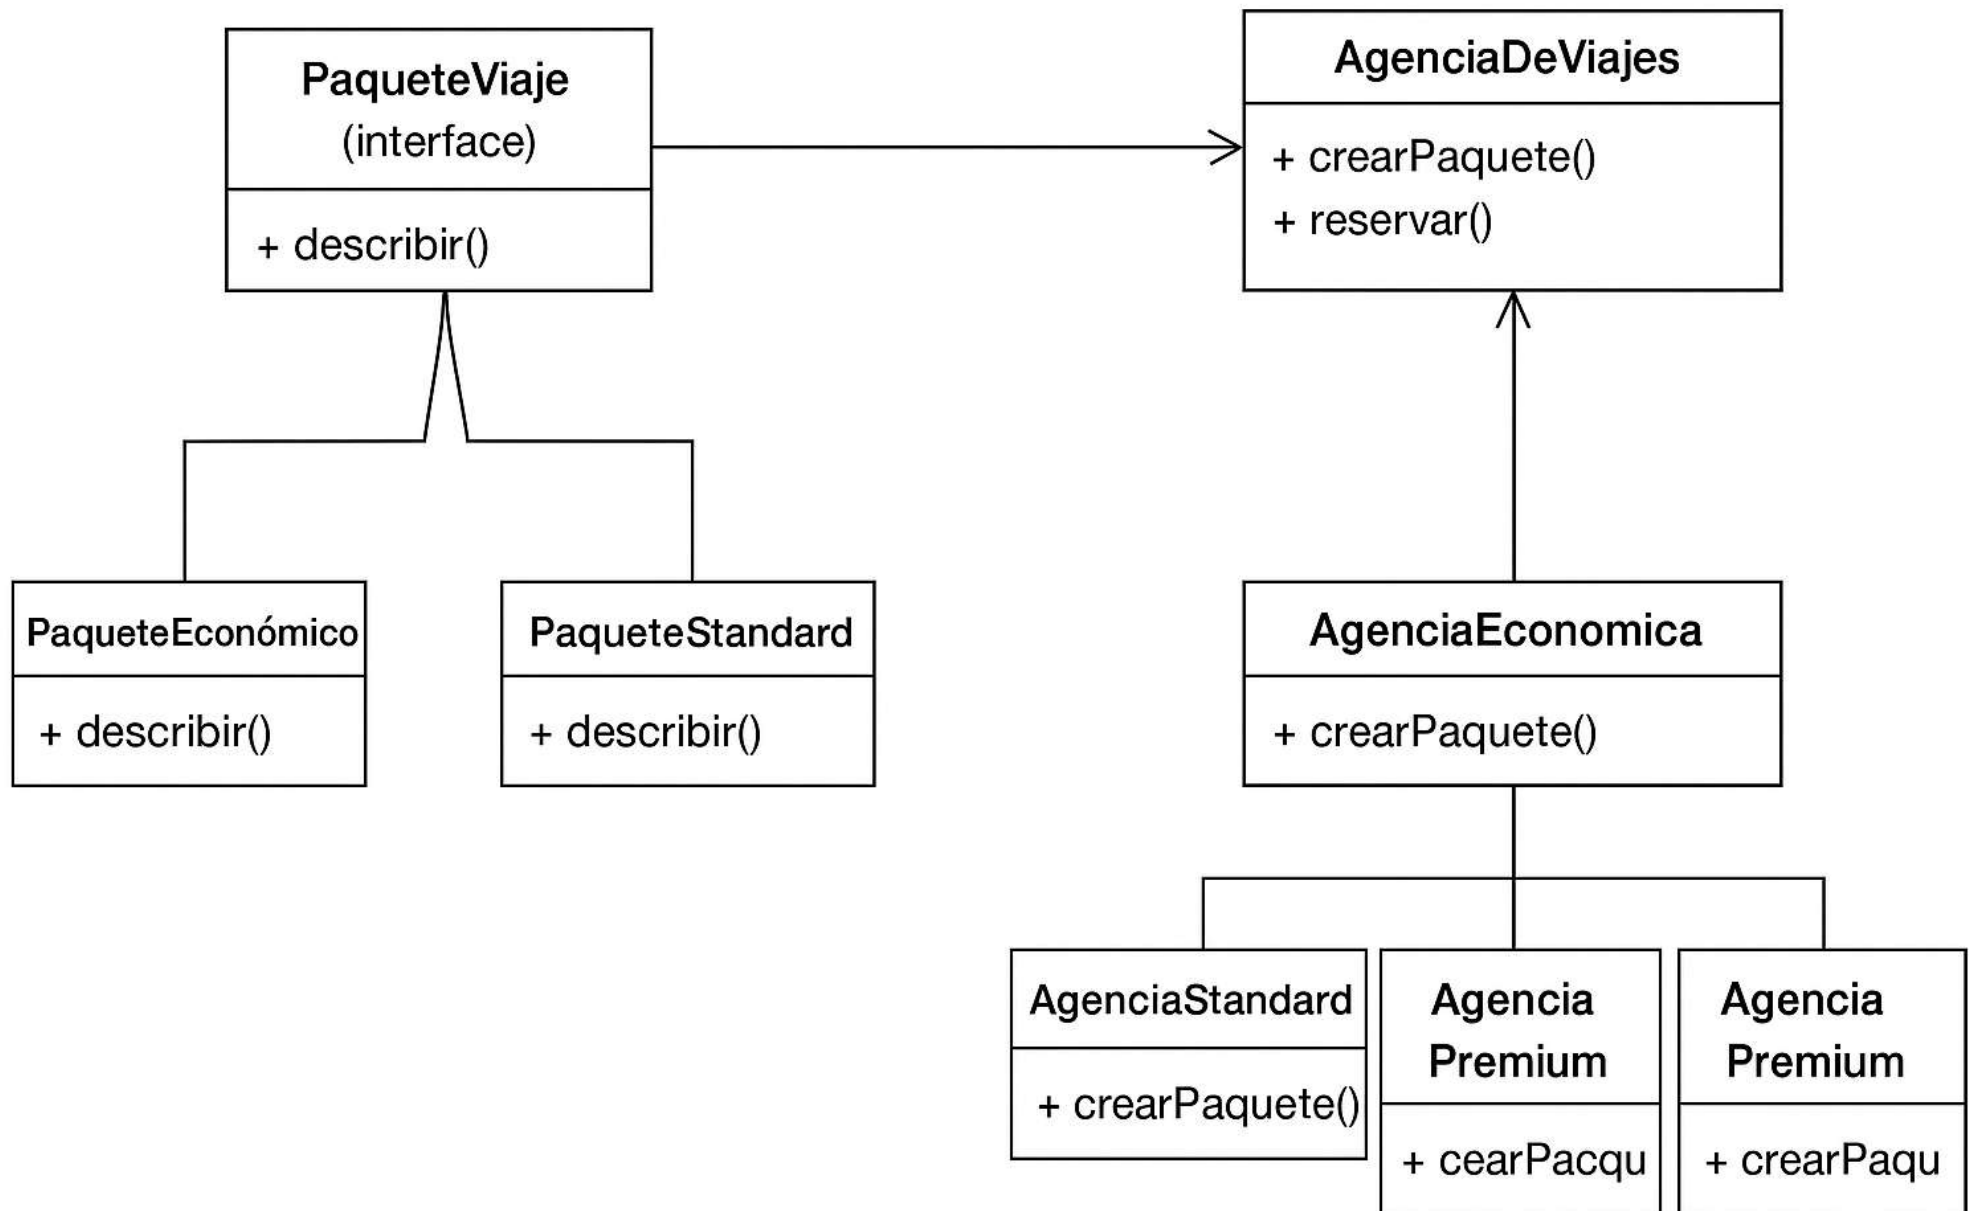 PaqueteViaje
(interface)
+ describir()
AgenciaDeViajes
+ crearPaquete()
+ reservar()
PaqueteEconómico
+ describir()
PaqueteStandard
+ describir()
AgenciaEconomica
+ crearPaquete()
AgenciaStandard
+ crearPaquete()
Agencia
Premium
+ cearPacqu
Agencia
Premium
+ crearPaqu